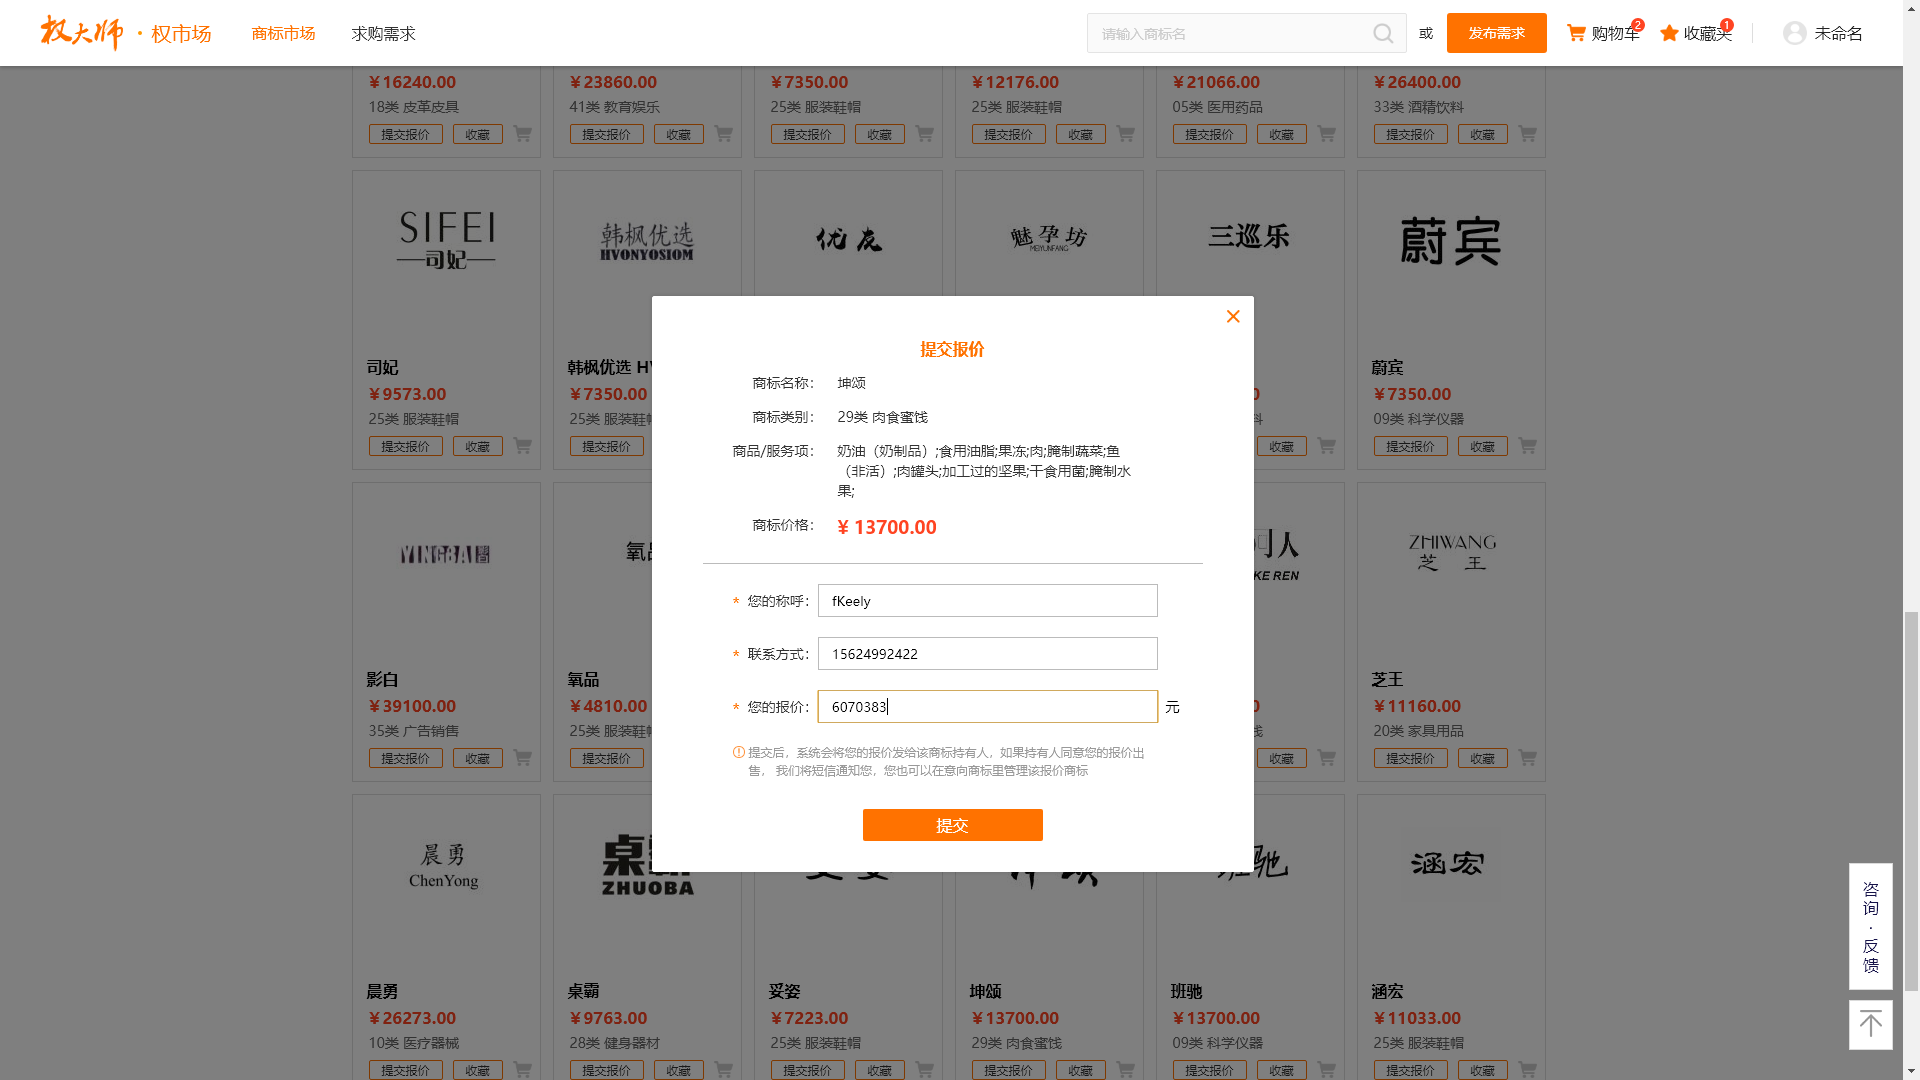 权大师 · 权市场 商标市场 求购需求 请输入商标名 或 发布需求 购物车 2 收藏夹 1 未命名
￥16240.00 ￥23860.00 ￥7350.00 ￥12176.00 ￥21066.00 ￥26400.00
18类 皮革皮具 41类 教育娱乐 25类 服装鞋帽 25类 服装鞋帽 05类 医用药品 33类 酒精饮料
提交报价 收藏 提交报价 收藏 提交报价 收藏 提交报价 收藏 提交报价 收藏 提交报价 收藏
SIFEI 韩枫优选 优友 魅孕坊 三巡乐 蔚宾
司妃 HVONYOSIOM MEIYUNFANG
司妃 韩枫优选 蔚宾
￥9573.00 ￥7350.00 ￥7350.00
25类 服装鞋帽 25类 服装鞋 09类 科学仪器
提交报价 收藏 提交报价 收藏 提交报价 收藏
提交报价
商标名称： 坤颂
商标类别： 29类 肉食蜜饯
商品/服务项： 奶油（奶制品）;食用油脂;果冻;肉;腌制蔬菜;鱼
（非活）;肉罐头;加工过的坚果;干食用菌;腌制水
果;
商标价格： ¥ 13700.00
* 您的称呼： fKeely
* 联系方式： 15624992422
* 您的报价： 6070383 元
提交后，系统会将您的报价发给该商标持有人，如果持有人同意您的报价出
售， 我们将短信通知您，您也可以在意向商标里管理该报价商标
提交
YINGBAI 影白 氧 人 ZHIWANG
KE REN 芝王
影白 氧品 芝王
￥39100.00 ￥4810.00 ￥11160.00
35类 广告销售 25类 服装鞋 20类 家具用品
提交报价 收藏 提交报价 收藏 提交报价 收藏
晨勇 桌霸 涵宏
ChenYong ZHUOBA
晨勇 桌霸 妥姿 坤颂 班驰 涵宏
￥26273.00 ￥9763.00 ￥7223.00 ￥13700.00 ￥13700.00 ￥11033.00
10类 医疗器械 28类 健身器材 25类 服装鞋帽 29类 肉食蜜饯 09类 科学仪器 25类 服装鞋帽
提交报价 收藏 提交报价 收藏 提交报价 收藏 提交报价 收藏 提交报价 收藏 提交报价 收藏
咨询·反馈